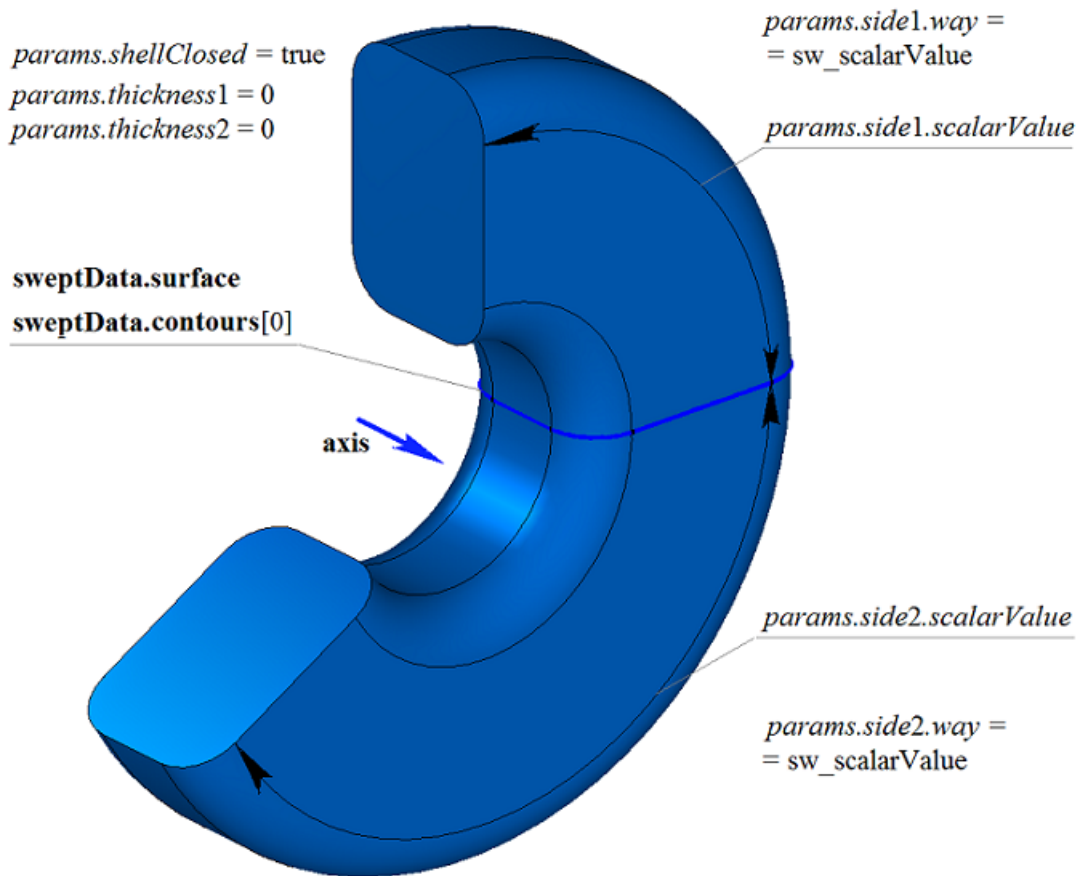 params.shellClosed = true
params.thickness1 = 0
params.thickness2 = 0
params.side1.way =
= sw_scalarValue
params.side1.scalarValue
sweptData.surface
sweptData.contours[0]
axis
params.side2.scalarValue
params.side2.way =
= sw_scalarValue